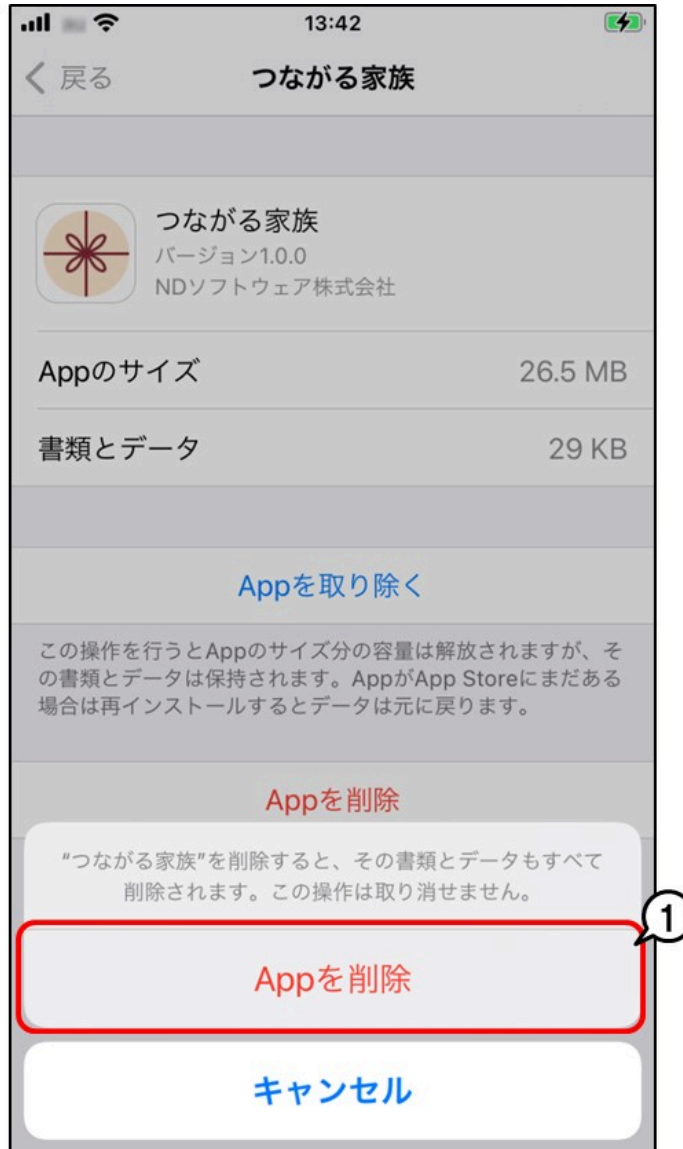 13:42
戻る
つながる家族
つながる家族
バージョン1.0.0
NDソフトウェア株式会社
Appのサイズ 26.5 MB
書類とデータ 29 KB
Appを取り除く
この操作を行うとAppのサイズ分の容量は解放されますが、そ
の書類とデータは保持されます。AppがApp Storeにまだある
場合は再インストールするとデータは元に戻ります。
Appを削除
“つながる家族”を削除すると、その書類とデータもすべて
削除されます。この操作は取り消せません。
1
Appを削除
キャンセル